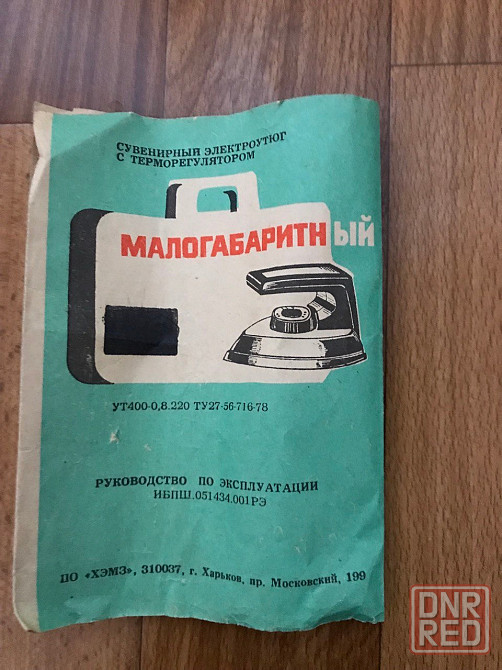 СУВЕНИРНЫЙ ЭЛЕКТРОУТЮГ
С ТЕРМОРЕГУЛЯТОРОМ
МАЛОГАБАРИТНЫЙ
УТ400-0,8.220 ТУ27-56-716-78
РУКОВОДСТВО ПО ЭКСПЛУАТАЦИИ
ИБПШ.051434.001РЭ
ПО «ХЭМЗ», 310037, г. Харьков, пр. Московский, 199
DNR
RED